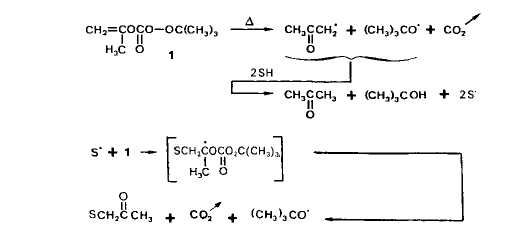 CH₂=COCO–OC(CH₃)₃ Δ CH₃CCH₂˙ + (CH₃)₃CO˙ + CO₂
H₃C O O
1
2SH
CH₃CCH₃ + (CH₃)₃COH + 2S˙
O
S˙ + 1 → [SCH₂ĊOCO₂C(CH₃)₃]
H₃C O
O
SCH₂CCH₃ + CO₂ + (CH₃)₃CO˙